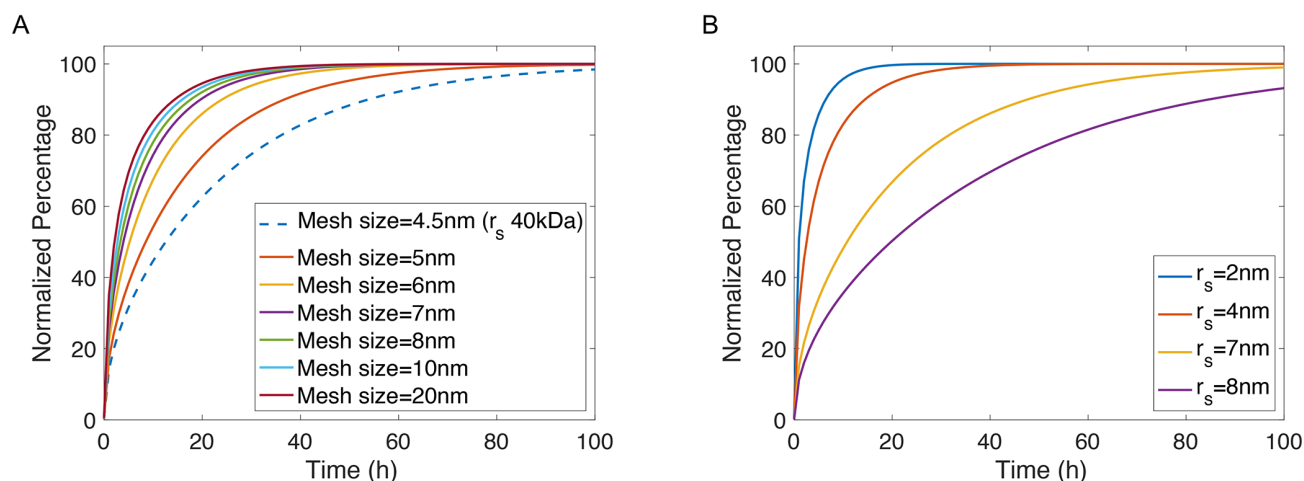 A
Normalized Percentage
100
80
60
40
20
0
Mesh size=4.5nm (r_s 40kDa)
Mesh size=5nm
Mesh size=6nm
Mesh size=7nm
Mesh size=8nm
Mesh size=10nm
Mesh size=20nm
0 20 40 60 80 100
Time (h)
B
Normalized Percentage
100
80
60
40
20
0
r_s=2nm
r_s=4nm
r_s=7nm
r_s=8nm
0 20 40 60 80 100
Time (h)